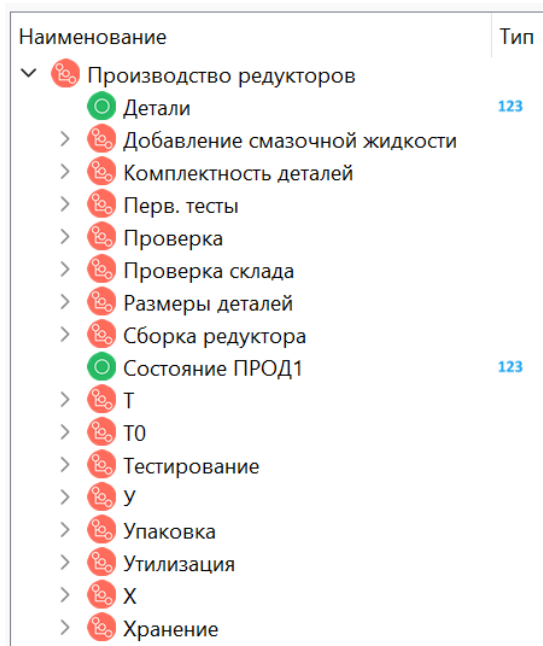 Наименование Тип
Производство редукторов
Детали 123
Добавление смазочной жидкости
Комплектность деталей
Перв. тесты
Проверка
Проверка склада
Размеры деталей
Сборка редуктора
Состояние ПРОД1 123
Т
Т0
Тестирование
У
Упаковка
Утилизация
Х
Хранение